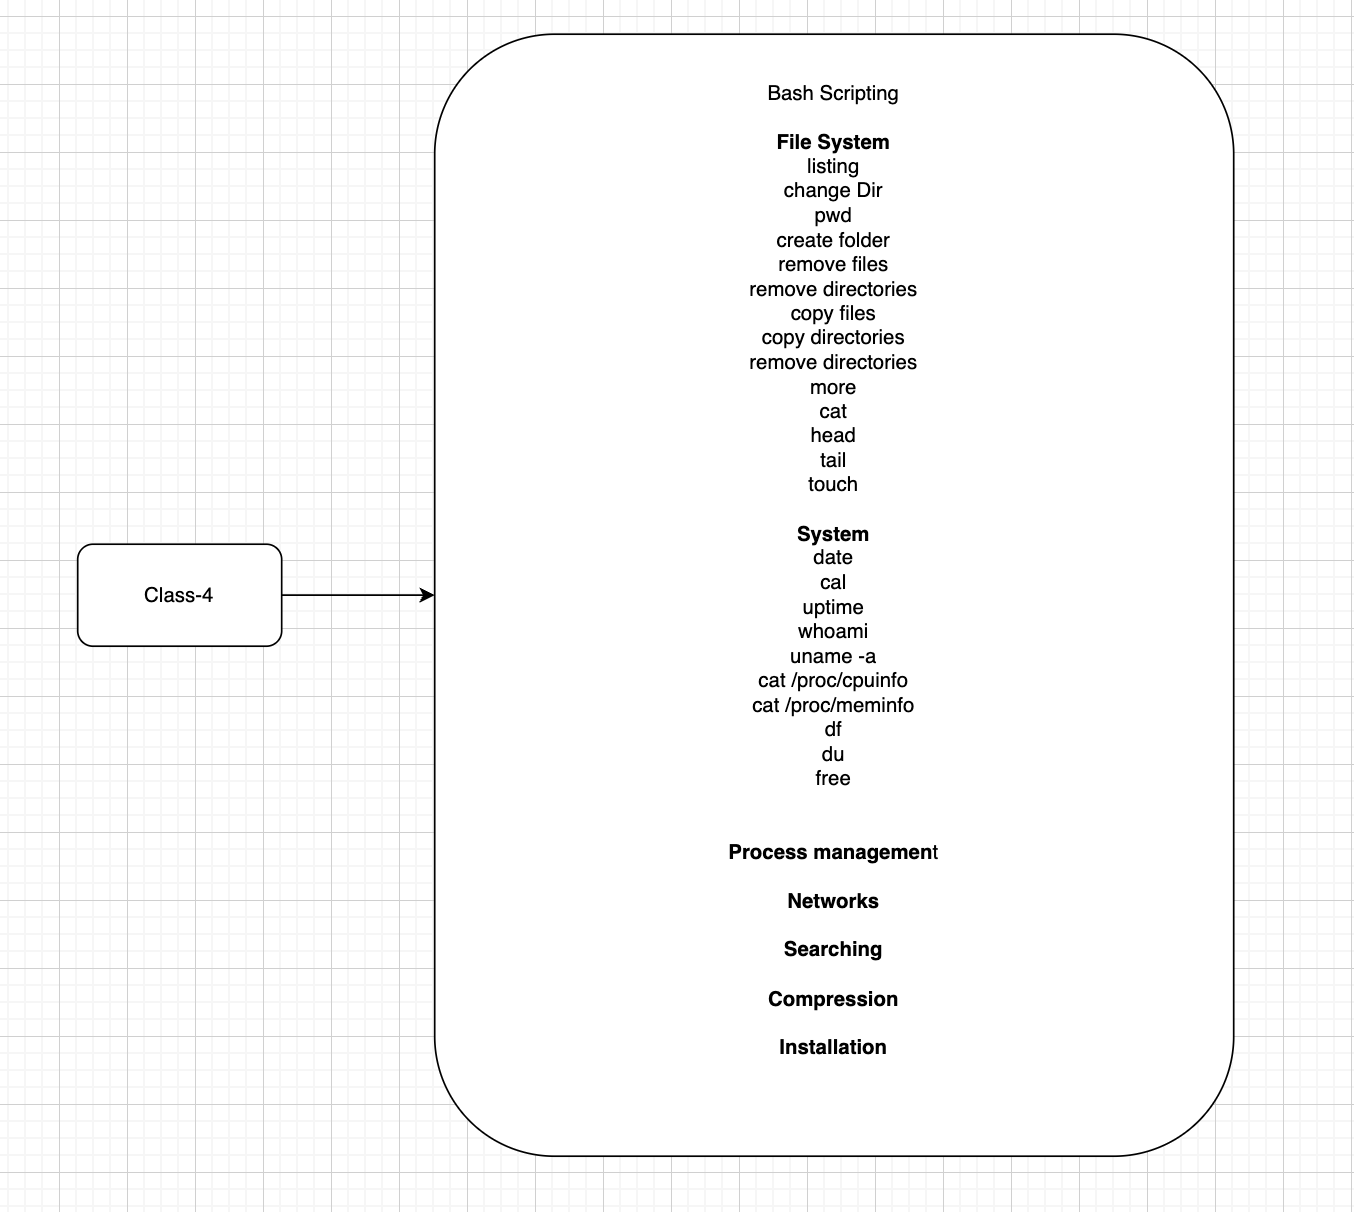 Class-4
Bash Scripting
File System
listing
change Dir
pwd
create folder
remove files
remove directories
copy files
copy directories
remove directories
more
cat
head
tail
touch
System
date
cal
uptime
whoami
uname -a
cat /proc/cpuinfo
cat /proc/meminfo
df
du
free
Process management
Networks
Searching
Compression
Installation